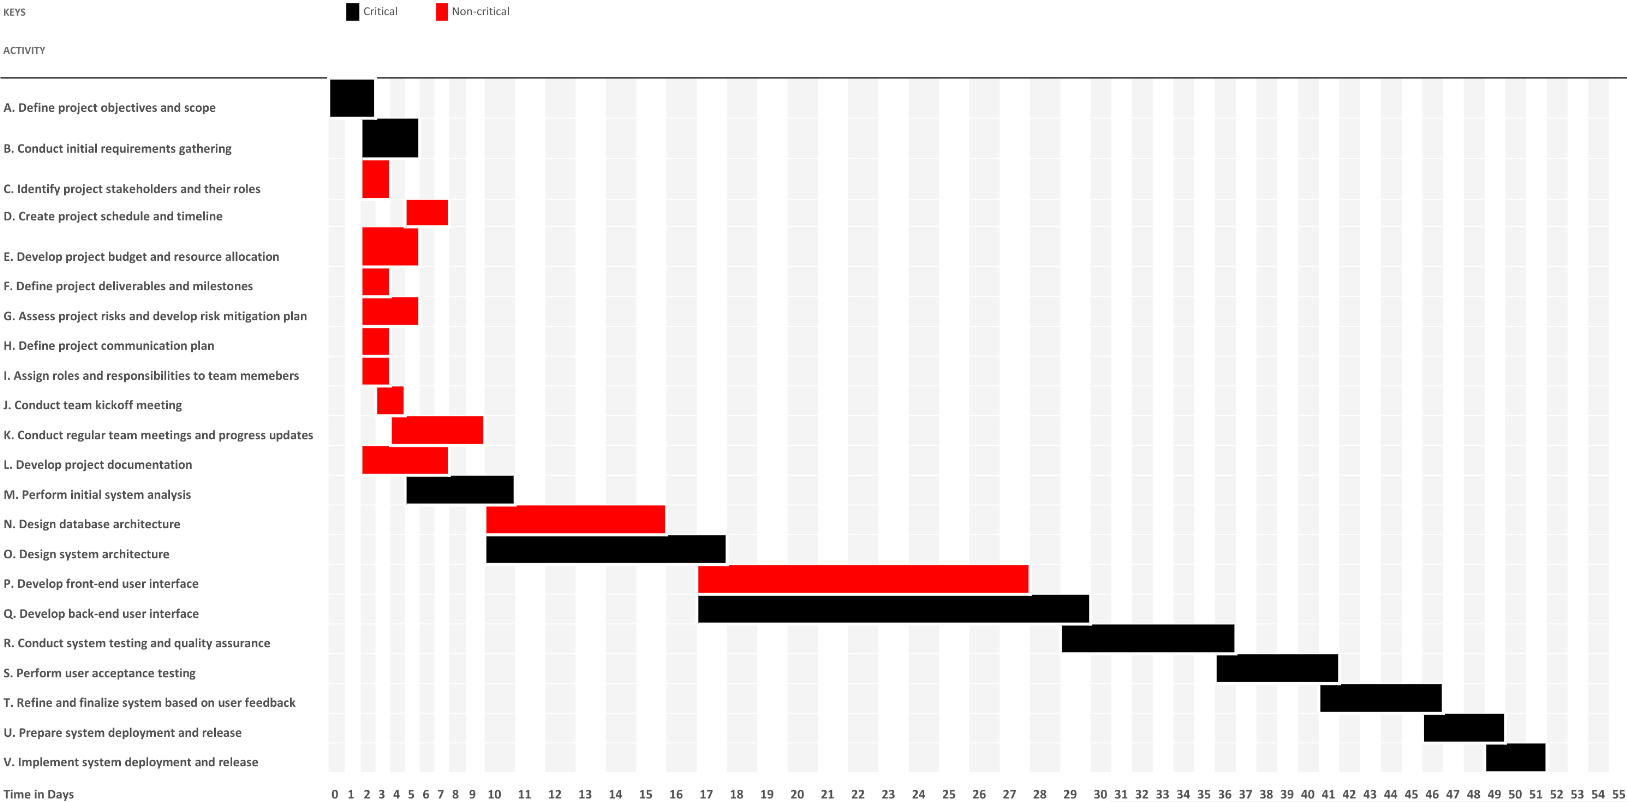 KEYS Critical Non-critical
ACTIVITY
A. Define project objectives and scope
B. Conduct initial requirements gathering
C. Identify project stakeholders and their roles
D. Create project schedule and timeline
E. Develop project budget and resource allocation
F. Define project deliverables and milestones
G. Assess project risks and develop risk mitigation plan
H. Define project communication plan
I. Assign roles and responsibilities to team memebers
J. Conduct team kickoff meeting
K. Conduct regular team meetings and progress updates
L. Develop project documentation
M. Perform initial system analysis
N. Design database architecture
O. Design system architecture
P. Develop front-end user interface
Q. Develop back-end user interface
R. Conduct system testing and quality assurance
S. Perform user acceptance testing
T. Refine and finalize system based on user feedback
U. Prepare system deployment and release
V. Implement system deployment and release
Time in Days 0 1 2 3 4 5 6 7 8 9 10 11 12 13 14 15 16 17 18 19 20 21 22 23 24 25 26 27 28 29 30 31 32 33 34 35 36 37 38 39 40 41 42 43 44 45 46 47 48 49 50 51 52 53 54 55